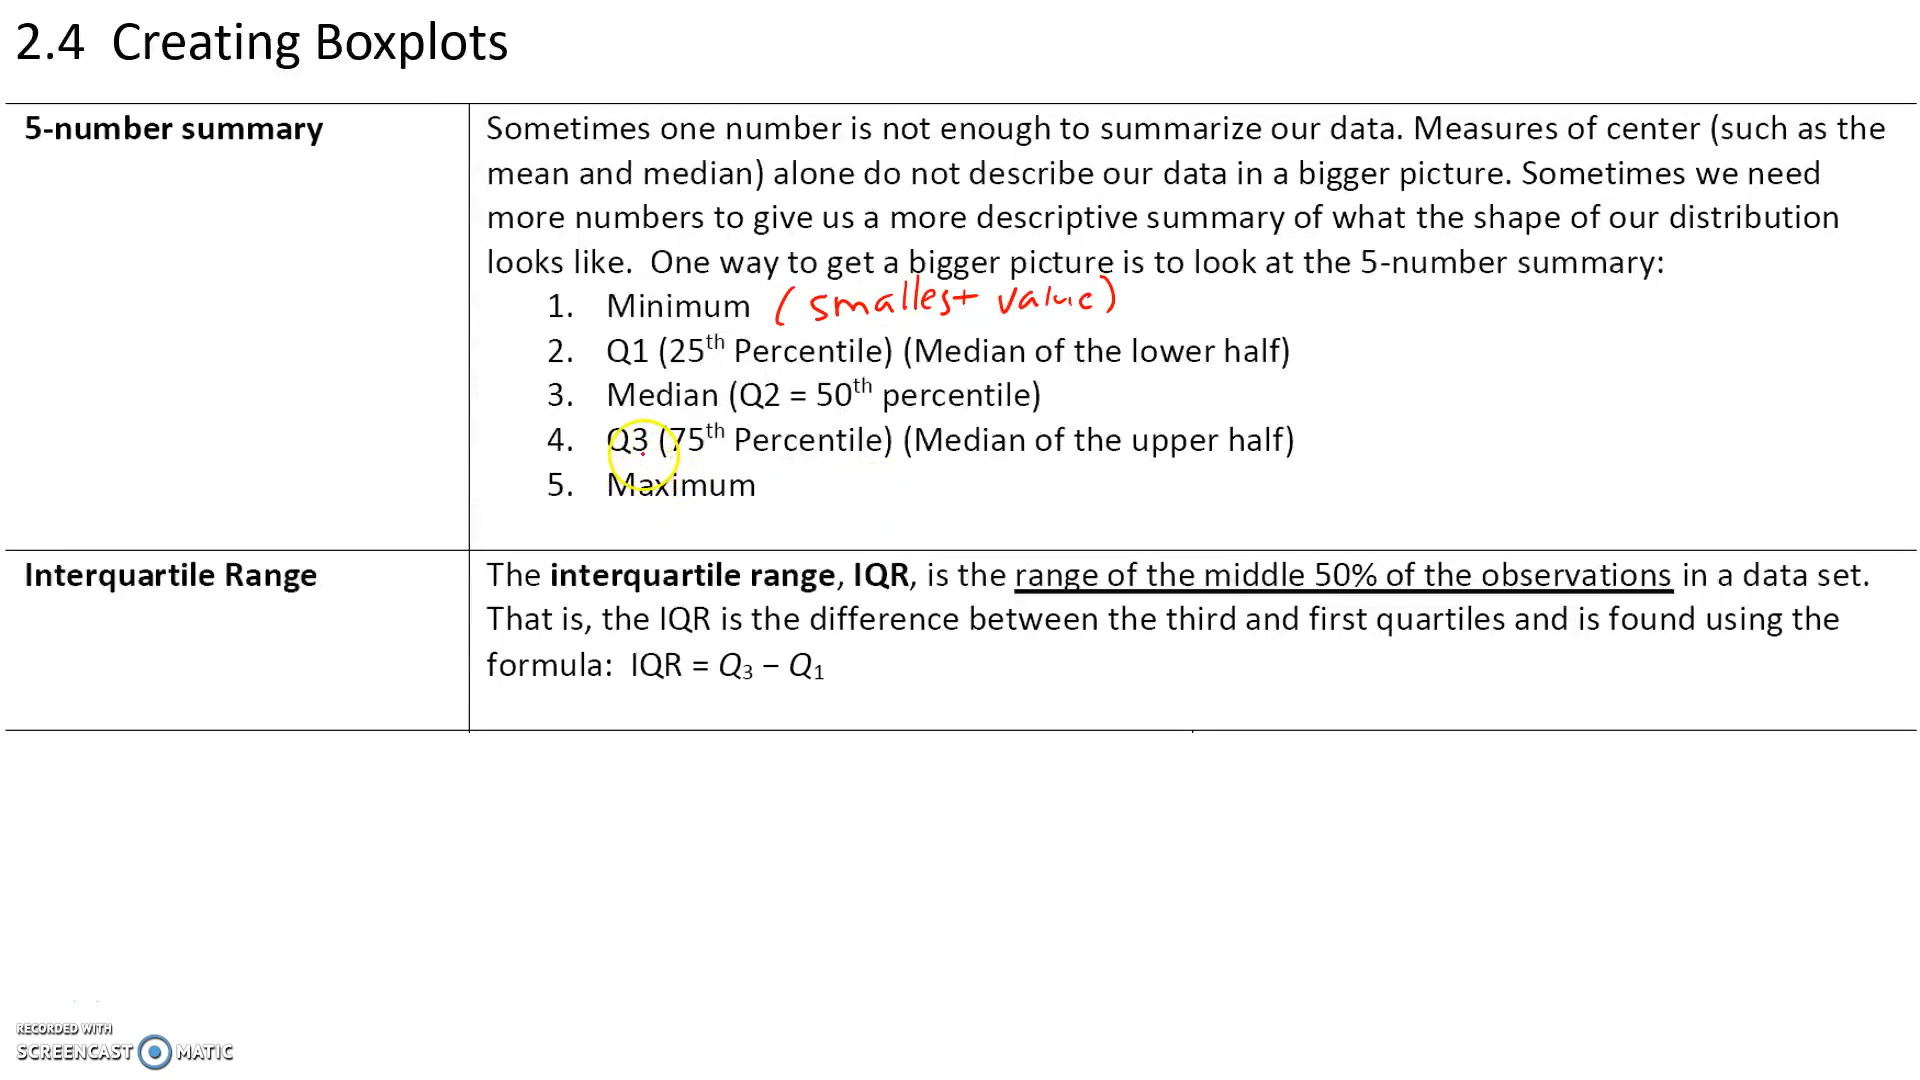 2.4 Creating Boxplots
5-number summary
Sometimes one number is not enough to summarize our data. Measures of center (such as the
mean and median) alone do not describe our data in a bigger picture. Sometimes we need
more numbers to give us a more descriptive summary of what the shape of our distribution
looks like. One way to get a bigger picture is to look at the 5-number summary:
1. Minimum (smallest value)
2. Q1 (25th Percentile) (Median of the lower half)
3. Median (Q2 = 50th percentile)
4. Q3 (75th Percentile) (Median of the upper half)
5. Maximum
Interquartile Range
The interquartile range, IQR, is the range of the middle 50% of the observations in a data set.
That is, the IQR is the difference between the third and first quartiles and is found using the
formula: IQR = Q3 − Q1
RECORDED WITH
SCREENCAST MATIC